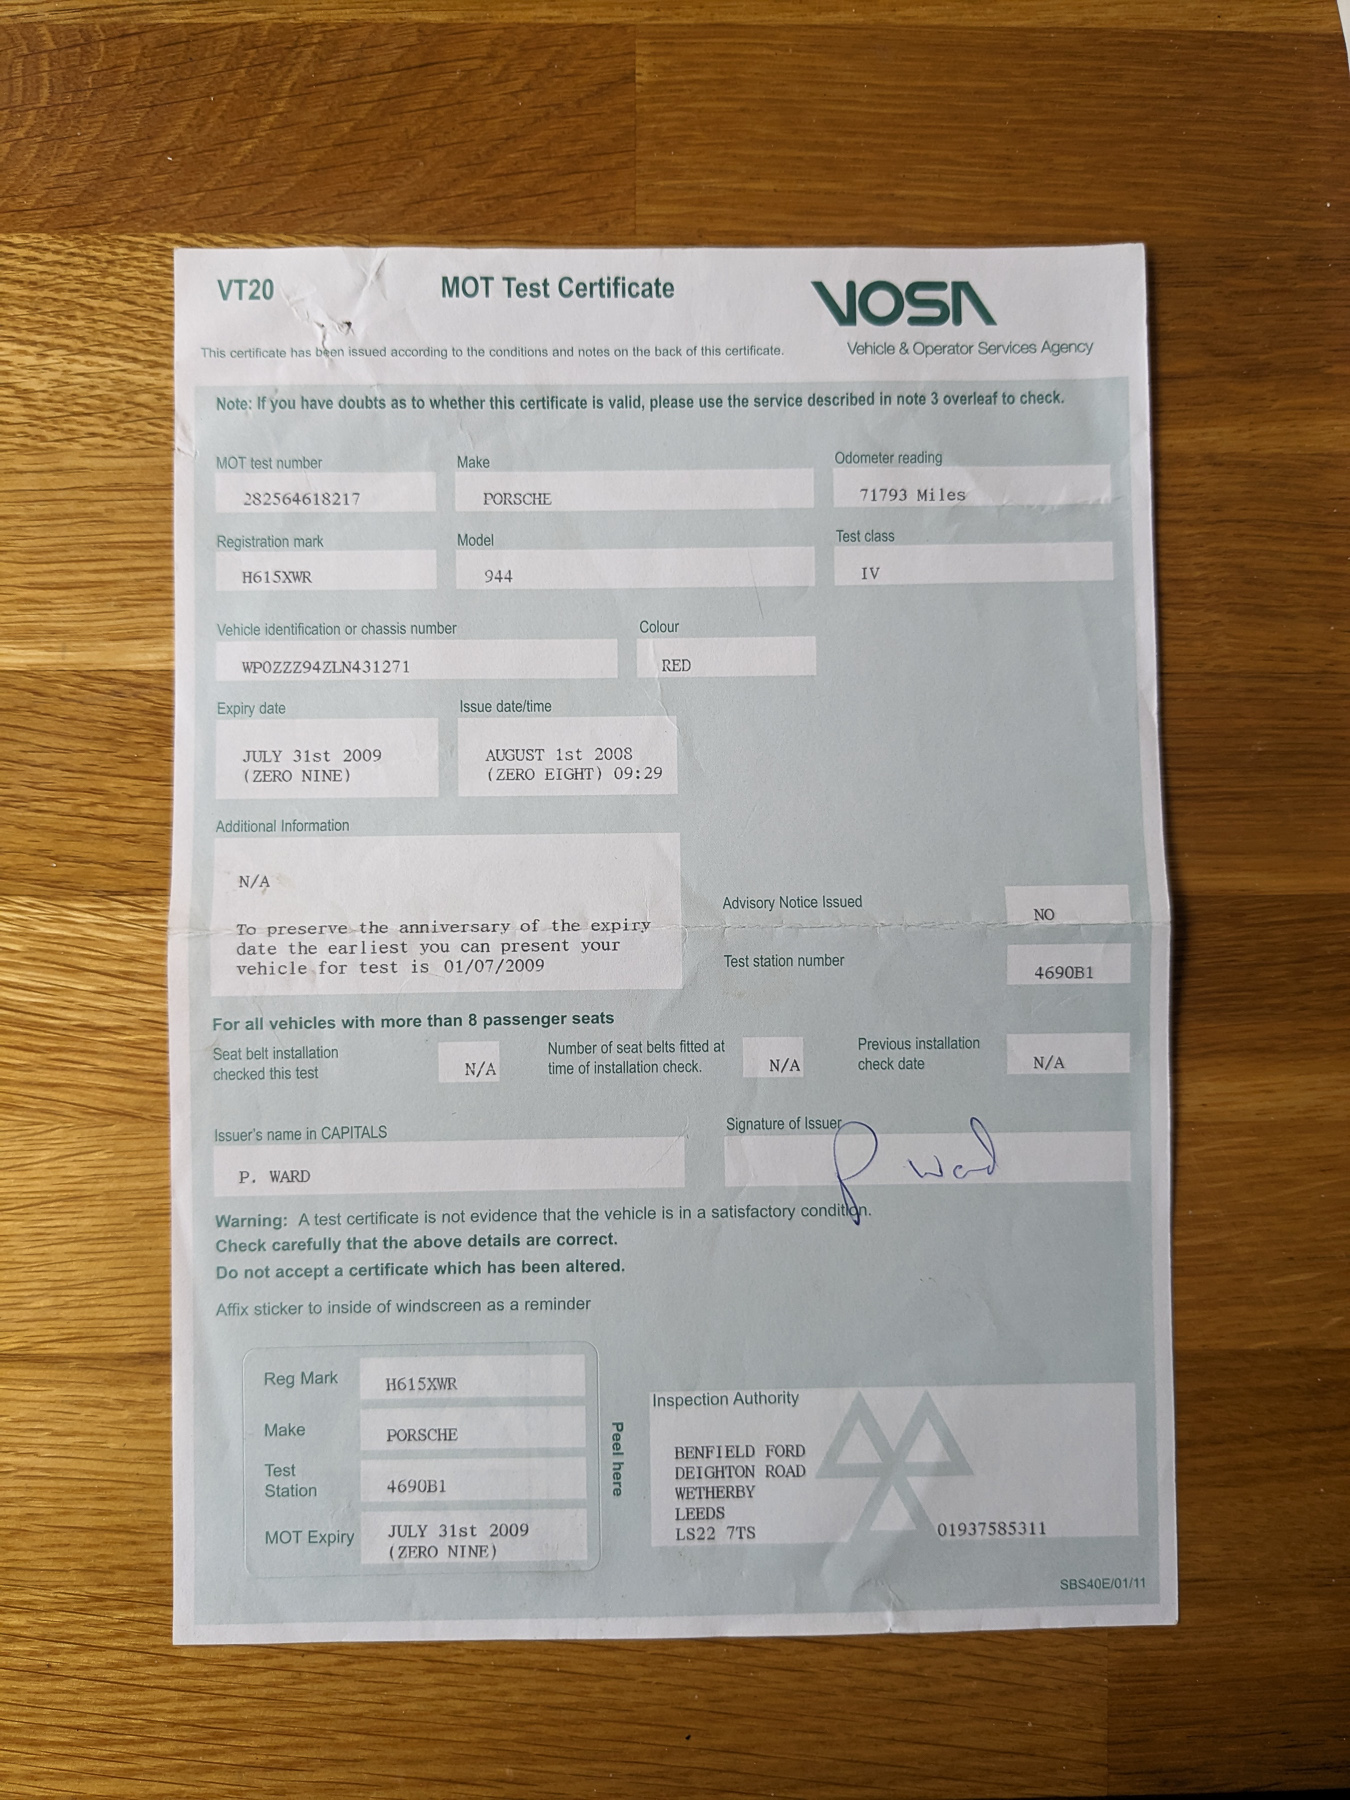 VT20
MOT Test Certificate
VOSA
This certificate has been issued according to the conditions and notes on the back of this certificate.
Vehicle & Operator Services Agency
Note: If you have doubts as to whether this certificate is valid, please use the service described in note 3 overleaf to check.
MOT test number
Make
Odometer reading
282564618217
PORSCHE
71793 Miles
Registration mark
Model
Test class
H615XWR
944
IV
Vehicle identification or chassis number
Colour
WP0ZZZ94ZLN431271
RED
Expiry date
Issue date/time
JULY 31st 2009
(ZERO NINE)
AUGUST 1st 2008
(ZERO EIGHT) 09:29
Additional Information
N/A
To preserve the anniversary of the expiry
date the earliest you can present your
vehicle for test is 01/07/2009
Advisory Notice Issued
NO
Test station number
4690B1
For all vehicles with more than 8 passenger seats
Seat belt installation
checked this test
N/A
Number of seat belts fitted at
time of installation check.
N/A
Previous installation
check date
N/A
Issuer's name in CAPITALS
P. WARD
Signature of Issuer
P Ward
Warning: A test certificate is not evidence that the vehicle is in a satisfactory condition.
Check carefully that the above details are correct.
Do not accept a certificate which has been altered.
Affix sticker to inside of windscreen as a reminder
Reg Mark
H615XWR
Make
PORSCHE
Test
Station
4690B1
MOT Expiry
JULY 31st 2009
(ZERO NINE)
Peel here
Inspection Authority
BENFIELD FORD
DEIGHTON ROAD
WETHERBY
LEEDS
LS22 7TS
01937585311
SBS40E/01/11